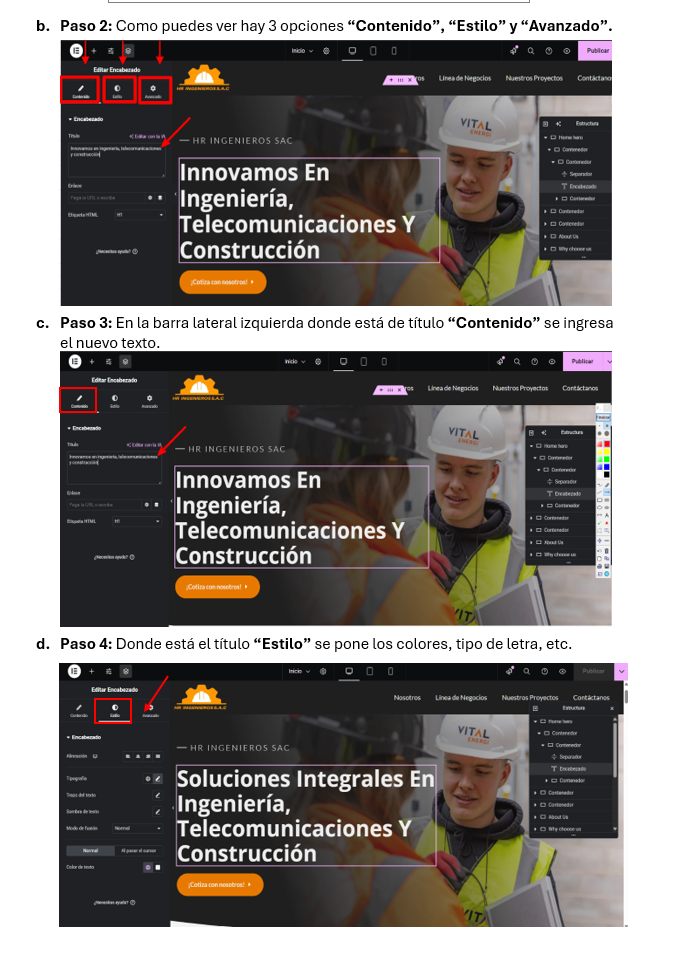 b. Paso 2: Como puedes ver hay 3 opciones “Contenido”, “Estilo” y “Avanzado”.
Inicio
Publicar
Editar Encabezado
Contenido
Estilo
Avanzado
HR INGENIEROS S.A.C
ros
Línea de Negocios
Nuestros Proyectos
Contáctano
Encabezado
Título
Editar con la IA
Innovamos en ingeniería, telecomunicaciones
y construcción
Enlace
Pega la URL o escribe
Etiqueta HTML
H1
¿Necesitas ayuda?
— HR INGENIEROS SAC
Innovamos En
Ingeniería,
Telecomunicaciones Y
Construcción
¡Cotiza con nosotros!
VITAL
ENERGI
Estructura
Home hero
Contenedor
Contenedor
Separador
Encabezado
Contenedor
Contenedor
Contenedor
About Us
Why choose us
c. Paso 3: En la barra lateral izquierda donde está de título “Contenido” se ingresa
el nuevo texto.
Inicio
Publicar
Editar Encabezado
Contenido
Estilo
Avanzado
HR INGENIEROS S.A.C
ros
Línea de Negocios
Nuestros Proyectos
Contáctanos
Encabezado
Título
Editar con la IA
Innovamos en ingeniería, telecomunicaciones
y construcción
Enlace
Pega la URL o escribe
Etiqueta HTML
H1
¿Necesitas ayuda?
— HR INGENIEROS SAC
Innovamos En
Ingeniería,
Telecomunicaciones Y
Construcción
¡Cotiza con nosotros!
VITAL
ENERGI
Estructura
Home hero
Contenedor
Contenedor
Separador
Encabezado
Contenedor
Contenedor
Contenedor
About Us
Why choose us
d. Paso 4: Donde está el título “Estilo” se pone los colores, tipo de letra, etc.
Inicio
Publicar
Editar Encabezado
Contenido
Estilo
Avanzado
HR INGENIEROS S.A.C
Nosotros
Línea de Negocios
Nuestros Proyectos
Contáctanos
Encabezado
Alineación
Tipografía
Trazo del texto
Sombra de texto
Modo de fusión
Normal
Normal
Al pasar el cursor
Color de texto
¿Necesitas ayuda?
— HR INGENIEROS SAC
Soluciones Integrales En
Ingeniería,
Telecomunicaciones Y
Construcción
¡Cotiza con nosotros!
VITAL
ENERGI
VITA
Estructura
Home hero
Contenedor
Contenedor
Separador
Encabezado
Contenedor
Contenedor
Contenedor
About Us
Why choose us